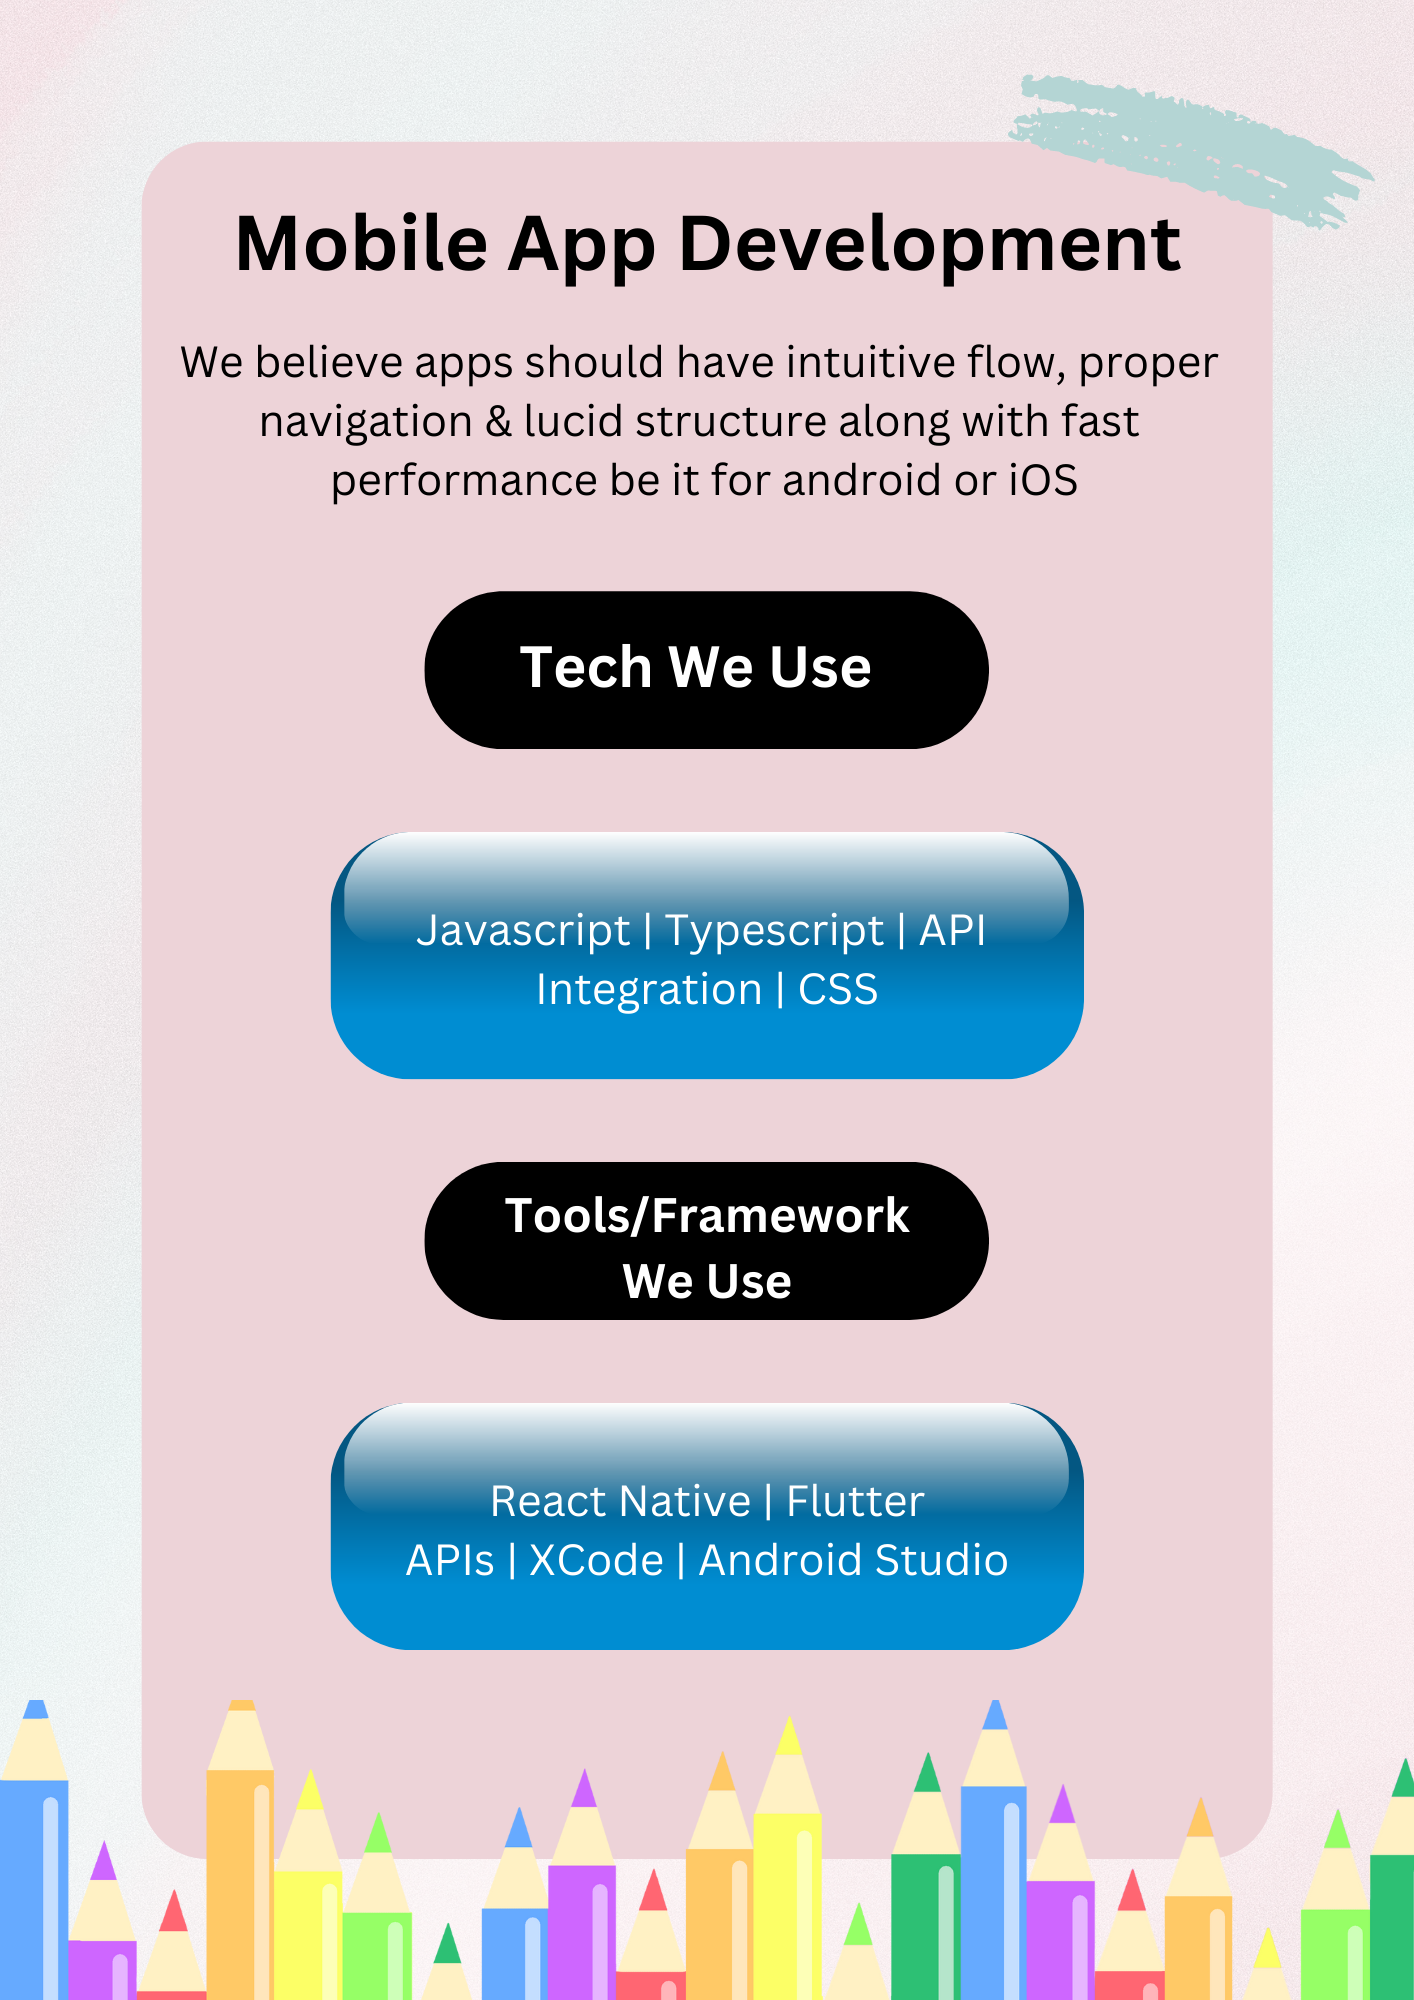 Mobile App Development
We believe apps should have intuitive flow, proper
navigation & lucid structure along with fast
performance be it for android or iOS
Tech We Use
Javascript | Typescript | API
Integration | CSS
Tools/Framework
We Use
React Native | Flutter
APIs | XCode | Android Studio